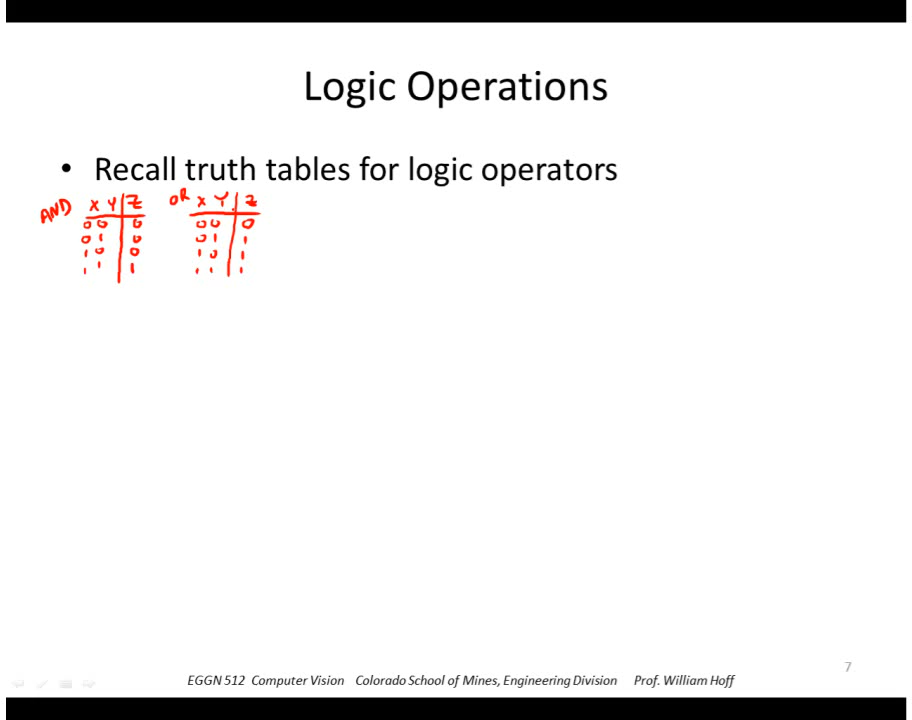 Logic Operations
• Recall truth tables for logic operators
AND X Y Z OR X Y Z
0 0 0 0 0 0
0 1 0 0 1 1
1 0 0 1 0 1
1 1 1 1 1 1
7
EGGN 512 Computer Vision Colorado School of Mines, Engineering Division Prof. William Hoff